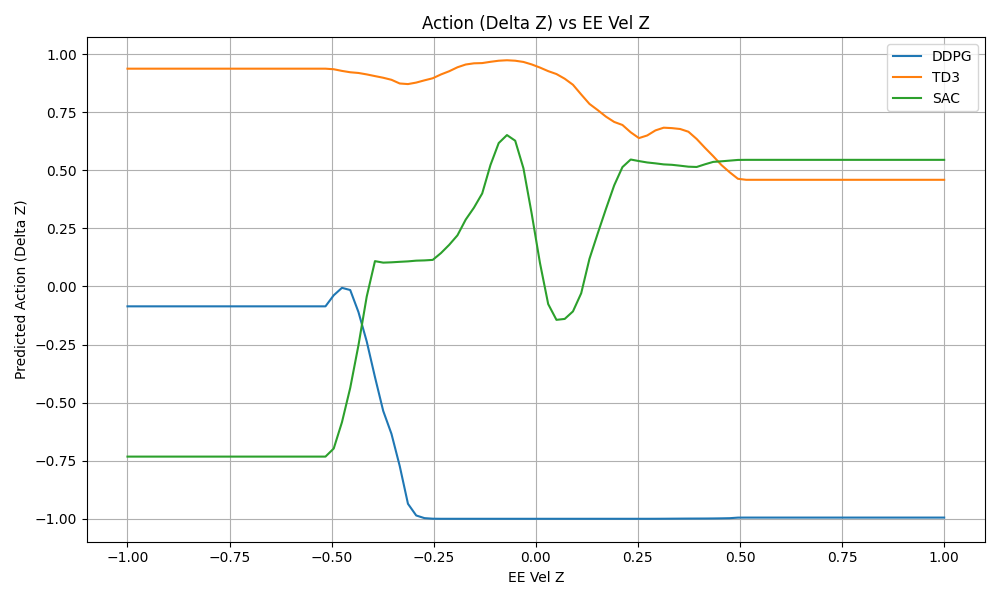 Action (Delta Z) vs EE Vel Z
DDPG
TD3
SAC
Predicted Action (Delta Z)
1.00
0.75
0.50
0.25
0.00
−0.25
−0.50
−0.75
−1.00
−1.00 −0.75 −0.50 −0.25 0.00 0.25 0.50 0.75 1.00
EE Vel Z